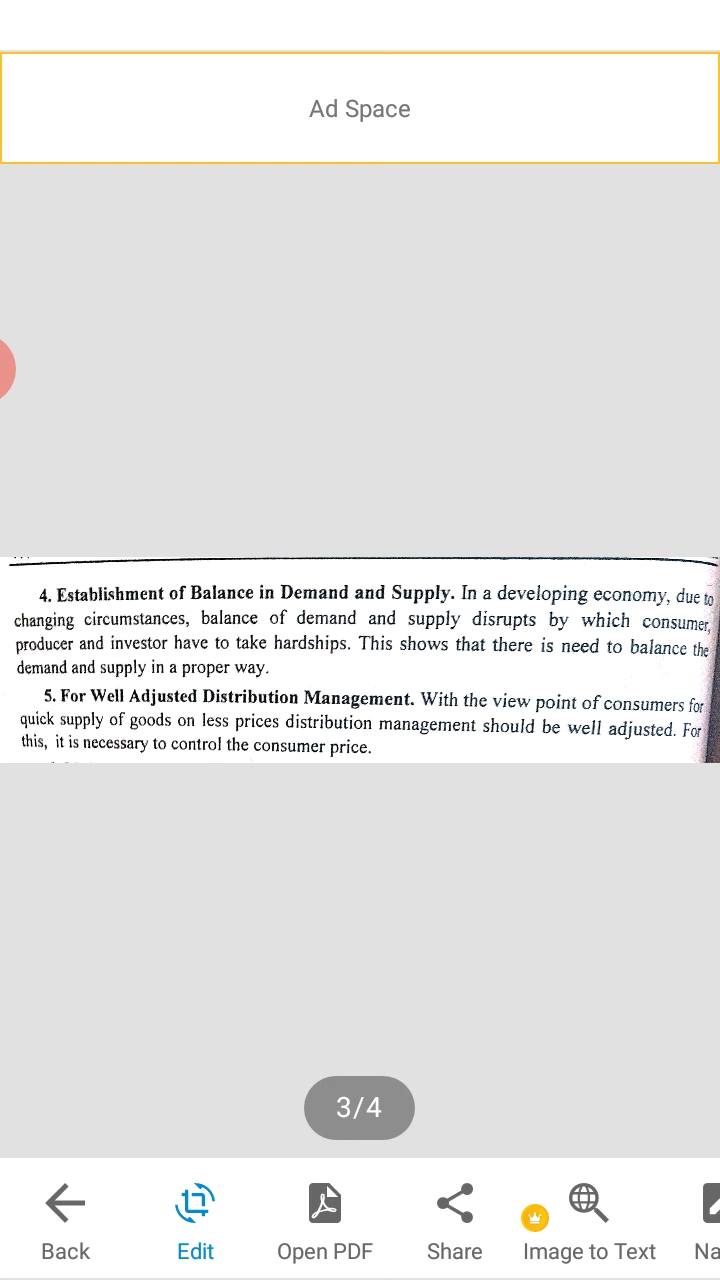 Ad Space
4. Establishment of Balance in Demand and Supply. In a developing economy, due to
changing circumstances, balance of demand and supply disrupts by which consumer,
producer and investor have to take hardships. This shows that there is need to balance the
demand and supply in a proper way.
5. For Well Adjusted Distribution Management. With the view point of consumers for
quick supply of goods on less prices distribution management should be well adjusted. For
this, it is necessary to control the consumer price.
3/4
Back Edit Open PDF Share Image to Text Na